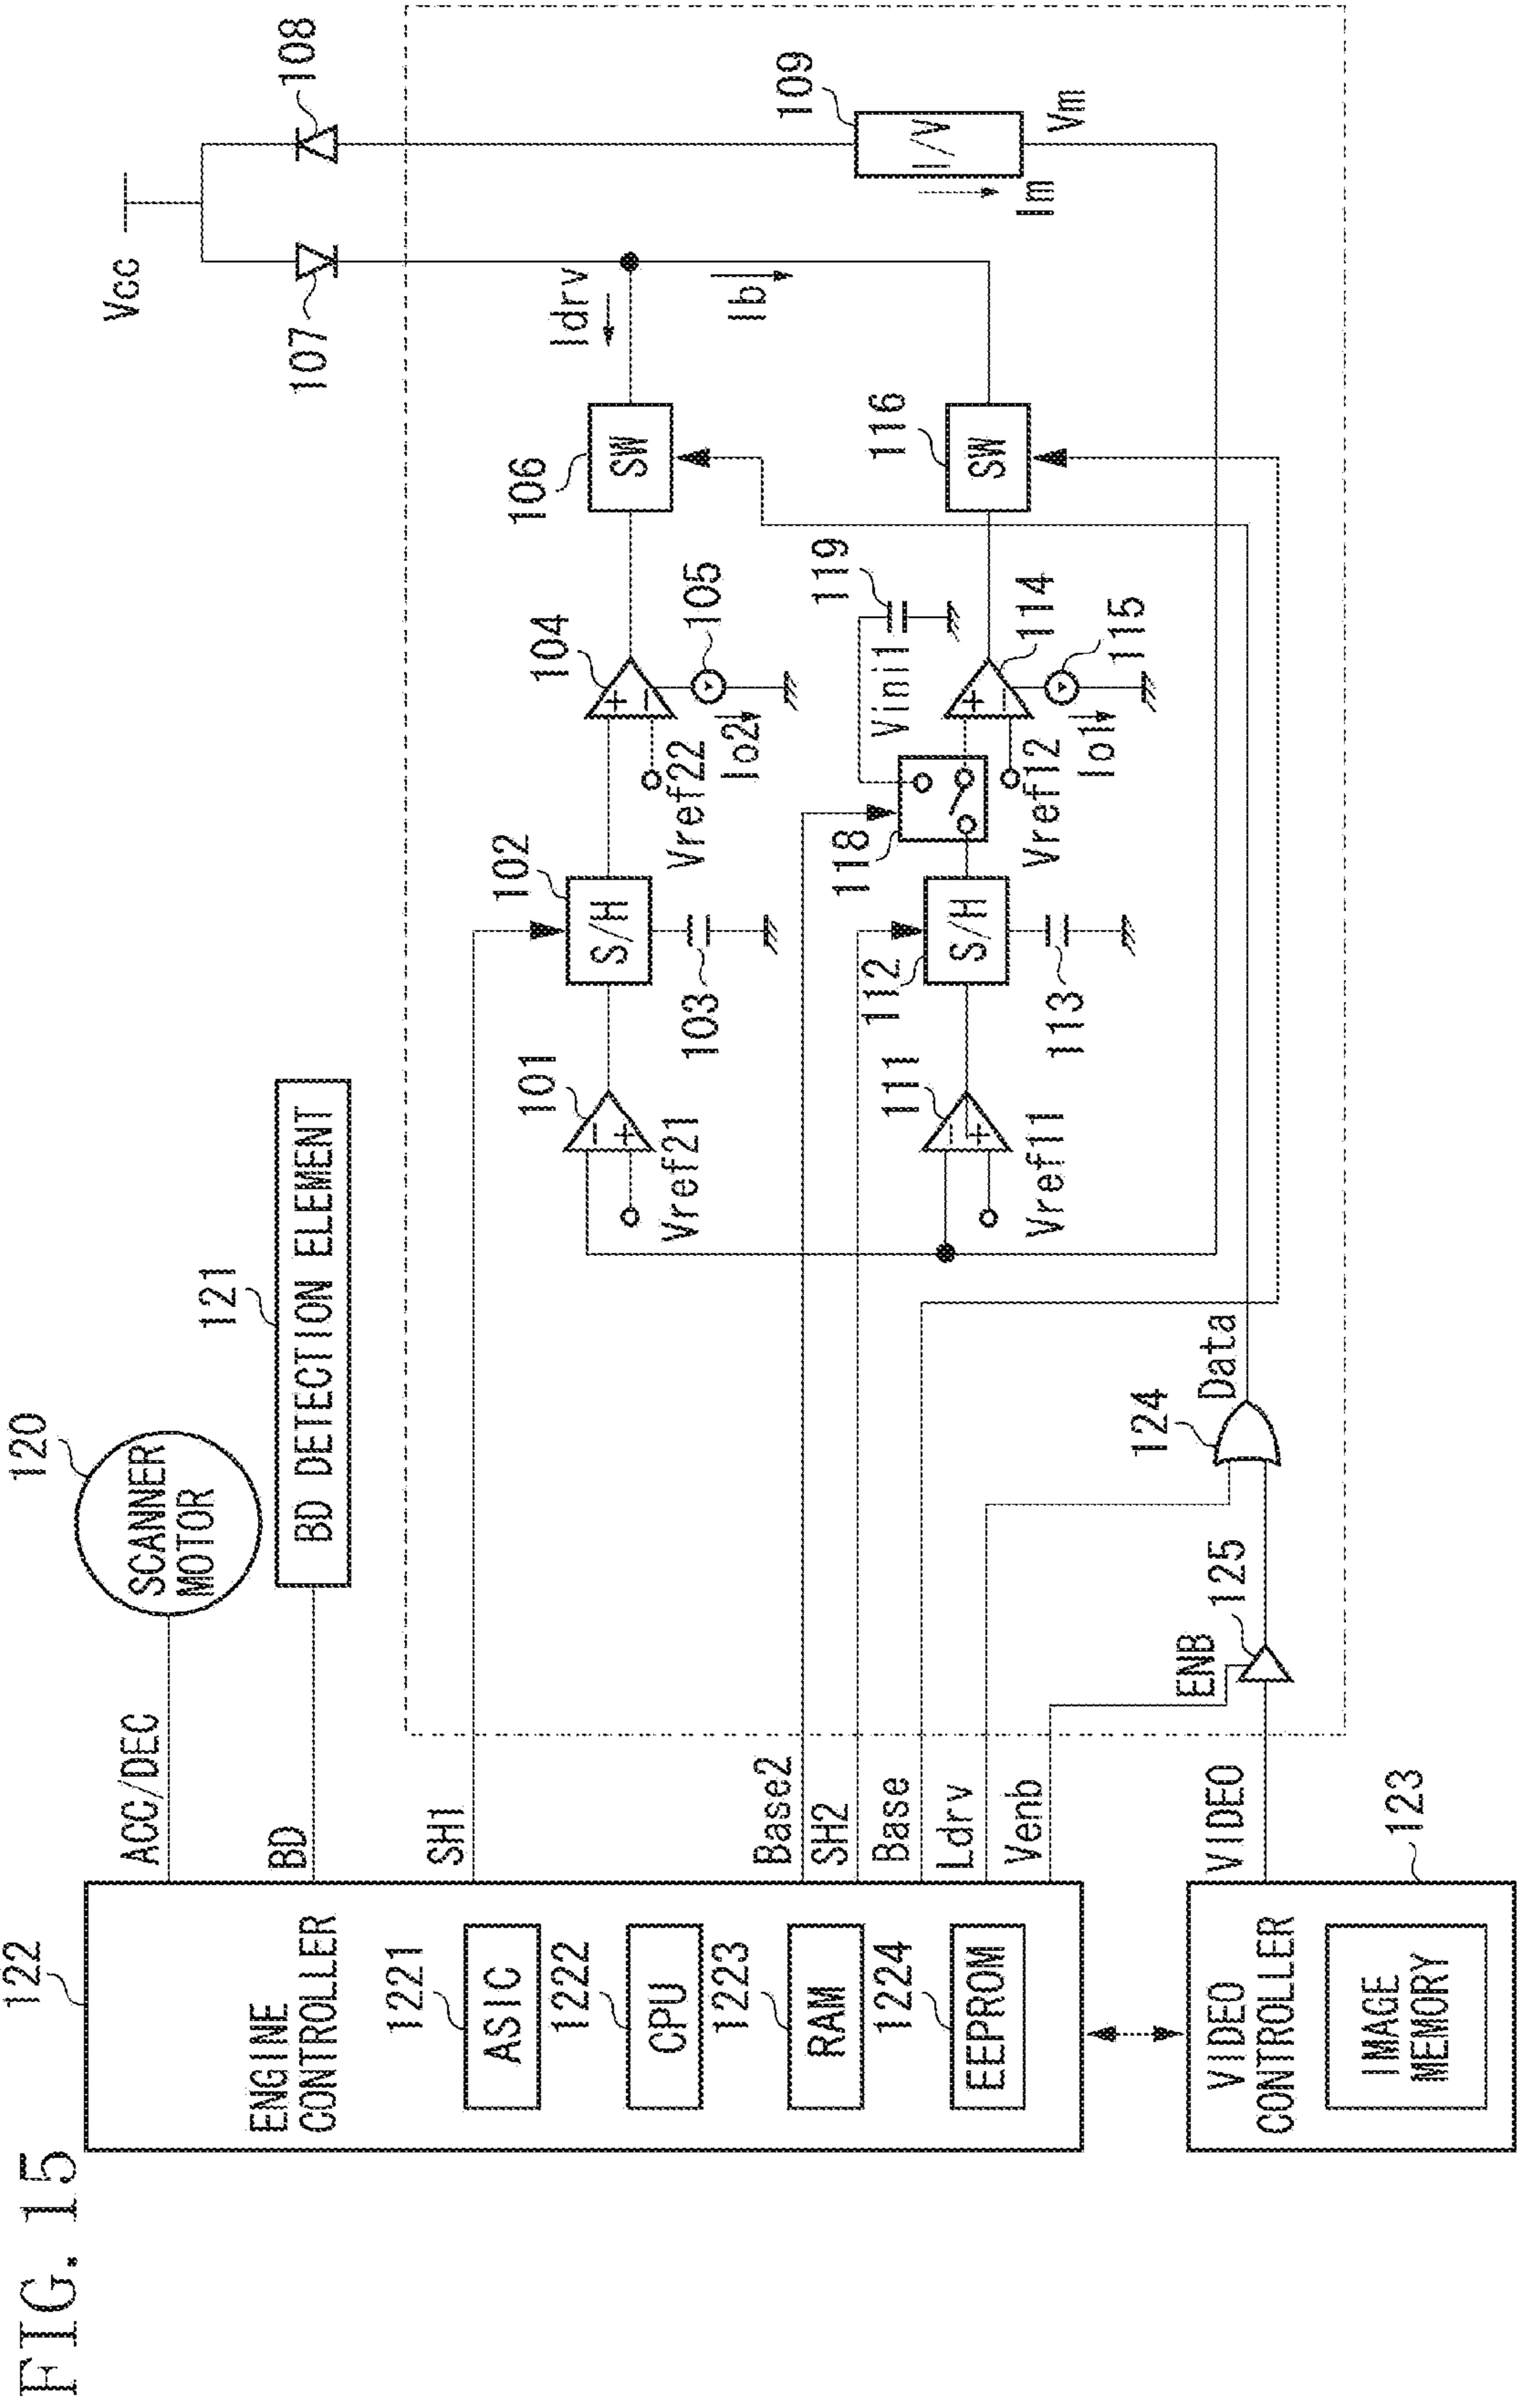 FIG. 15
122
ENGINE
CONTROLLER
1221
ASIC
1222
CPU
1223
RAM
1224
EEPROM
VIDEO
CONTROLLER
IMAGE
MEMORY
123
ACC/DEC
BD
SH1
Base2
SH2
Base
Ldrv
Venb
VIDEO
120
SCANNER
MOTOR
121
BD DETECTION ELEMENT
ENB
125
124
Data
101
−
+
Vref21
111
−
+
Vref11
102
S/H
103
112
S/H
113
118
104
+
−
Vref22
Io2
105
Vini1
119
+
−
114
Vref12
Io1
115
106
SW
116
SW
Idrv
Ib
Vcc
107
108
109
I/V
Im
Vm